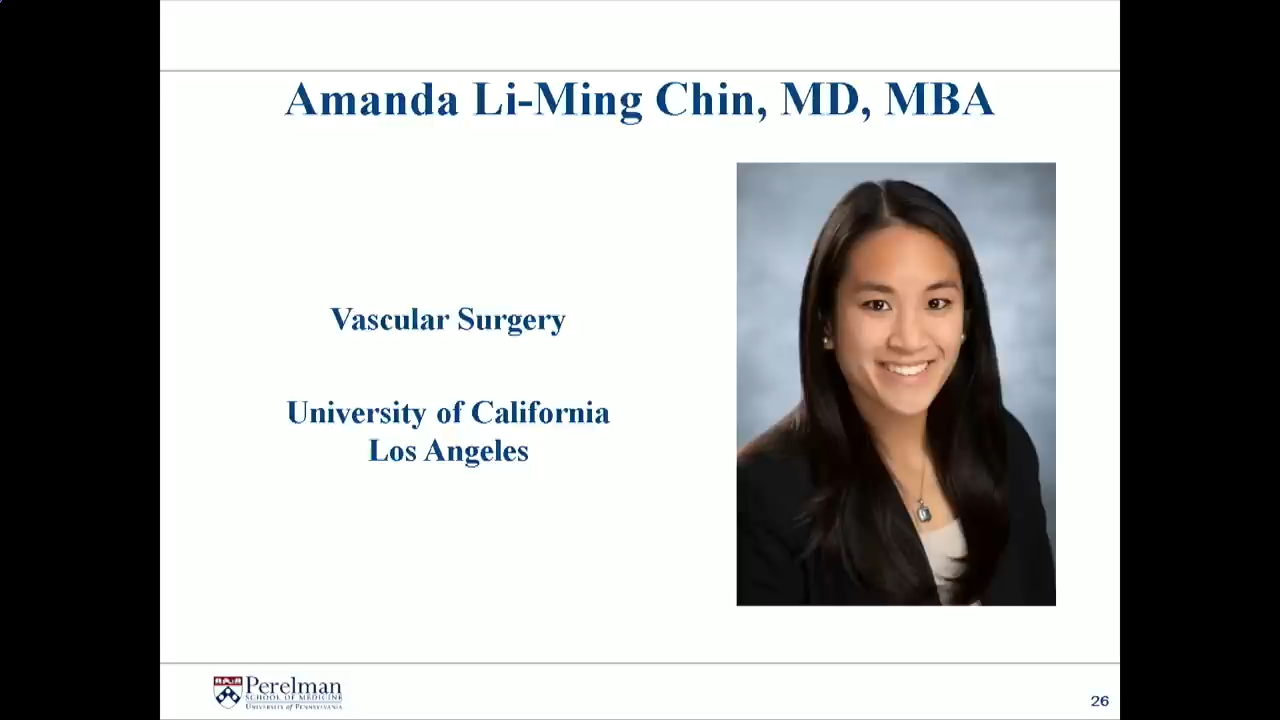 Amanda Li-Ming Chin, MD, MBA
Vascular Surgery
University of California
Los Angeles
Perelman
SCHOOL OF MEDICINE
UNIVERSITY of PENNSYLVANIA
26